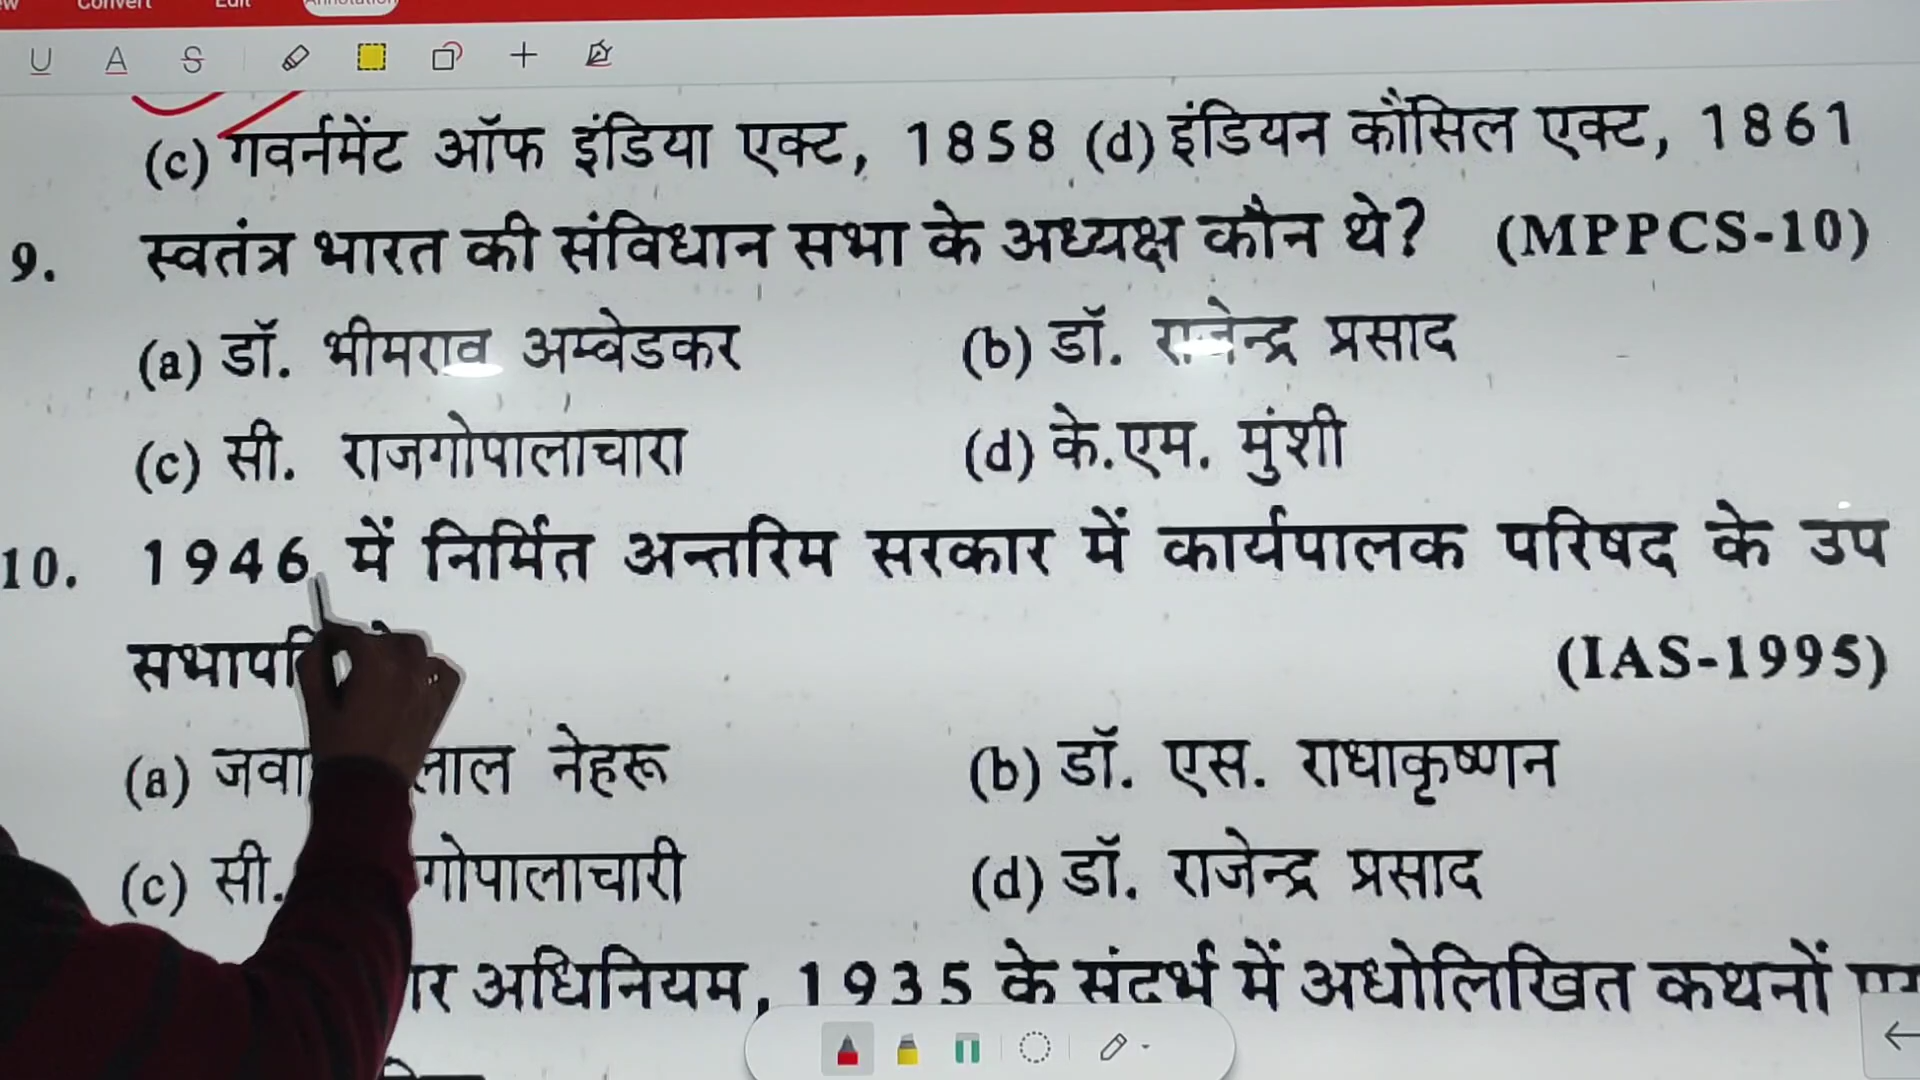 Convert Edit Annotation
U A S
(c) गवर्नमेंट ऑफ इंडिया एक्ट, 1858 (d) इंडियन कौंसिल एक्ट, 1861
9. स्वतंत्र भारत की संविधान सभा के अध्यक्ष कौन थे? (MPPCS-10)
(a) डॉ. भीमराव अम्बेडकर (b) डॉ. राजेन्द्र प्रसाद
(c) सी. राजगोपालाचारी (d) के.एम. मुंशी
10. 1946 में निर्मित अन्तरिम सरकार में कार्यपालक परिषद के उप
(IAS-1995)
(a) नेहरू (b) डॉ. एस. राधाकृष्णन
(c) सी. गोपालाचारी (d) डॉ. राजेन्द्र प्रसाद
अधिनियम, 1935 के संदर्भ में अधोलिखित कथनों